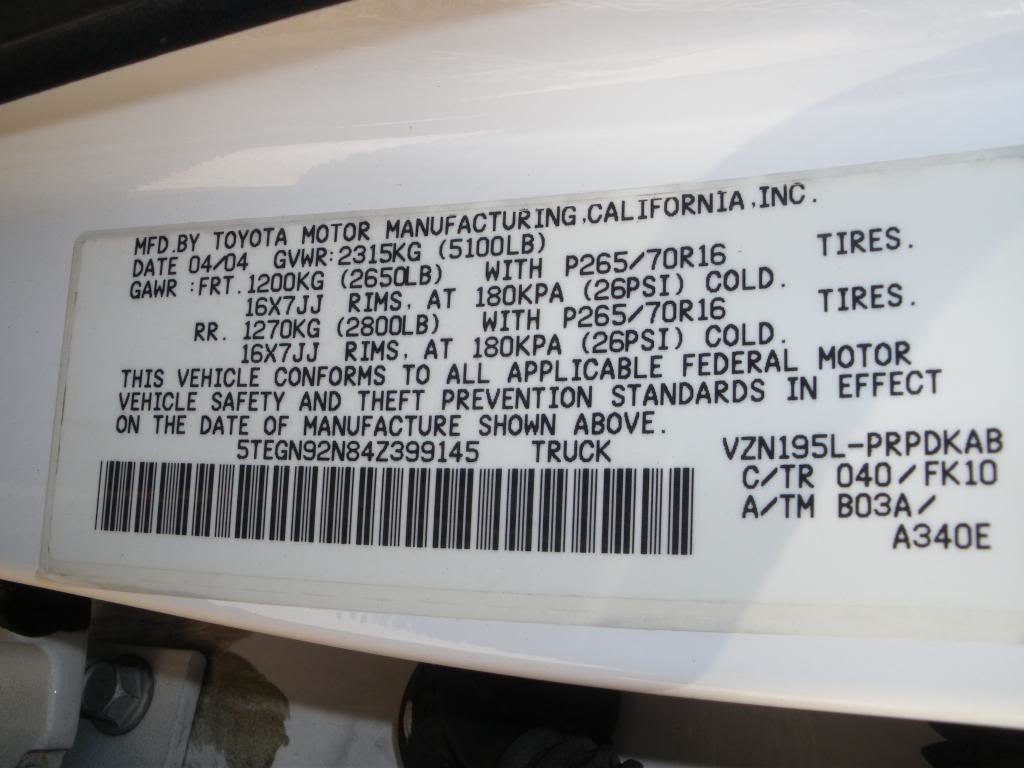 MFD.BY TOYOTA MOTOR MANUFACTURING,CALIFORNIA,INC.
DATE 04/04 GVWR:2315KG (5100LB)
GAWR :FRT. 1200KG (2650LB) WITH P265/70R16 TIRES.
16X7JJ RIMS, AT 180KPA (26PSI) COLD.
RR. 1270KG (2800LB) WITH P265/70R16 TIRES.
16X7JJ RIMS, AT 180KPA (26PSI) COLD.
THIS VEHICLE CONFORMS TO ALL APPLICABLE FEDERAL MOTOR
VEHICLE SAFETY AND THEFT PREVENTION STANDARDS IN EFFECT
ON THE DATE OF MANUFACTURE SHOWN ABOVE.
5TEGN92N84Z399145 TRUCK VZN195L-PRPDKAB
C/TR 040/FK10
A/TM B03A/
A340E